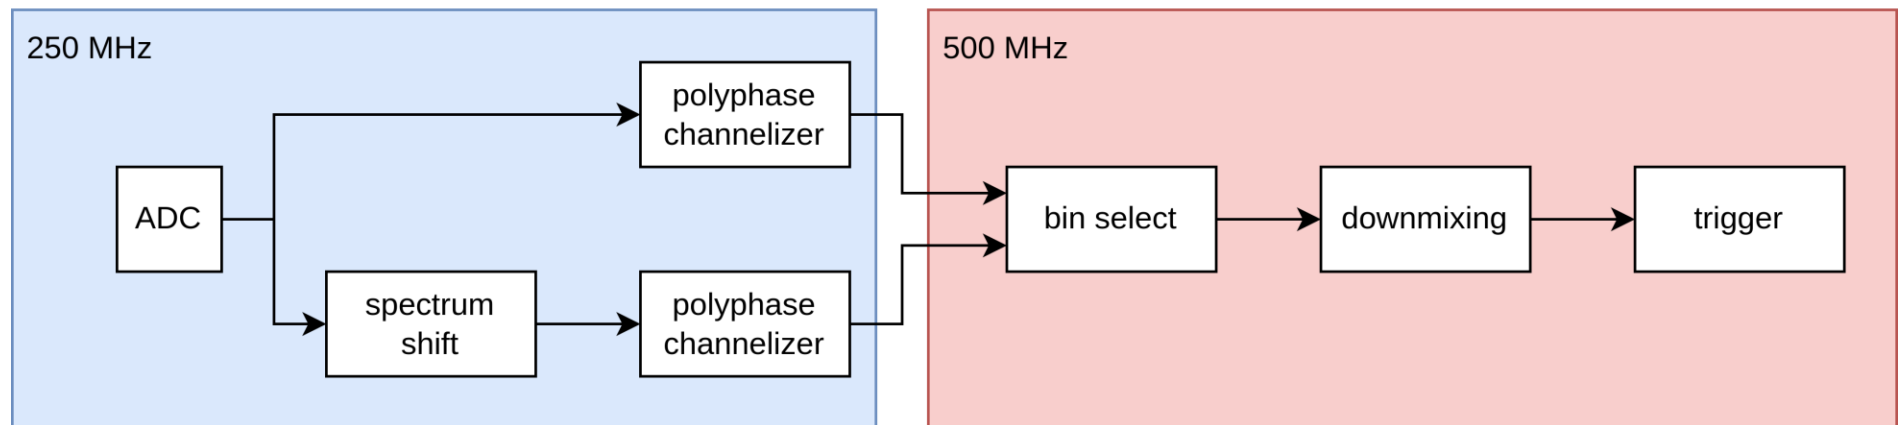 250 MHz
500 MHz
polyphase
channelizer
ADC
bin select
downmixing
trigger
spectrum
shift
polyphase
channelizer